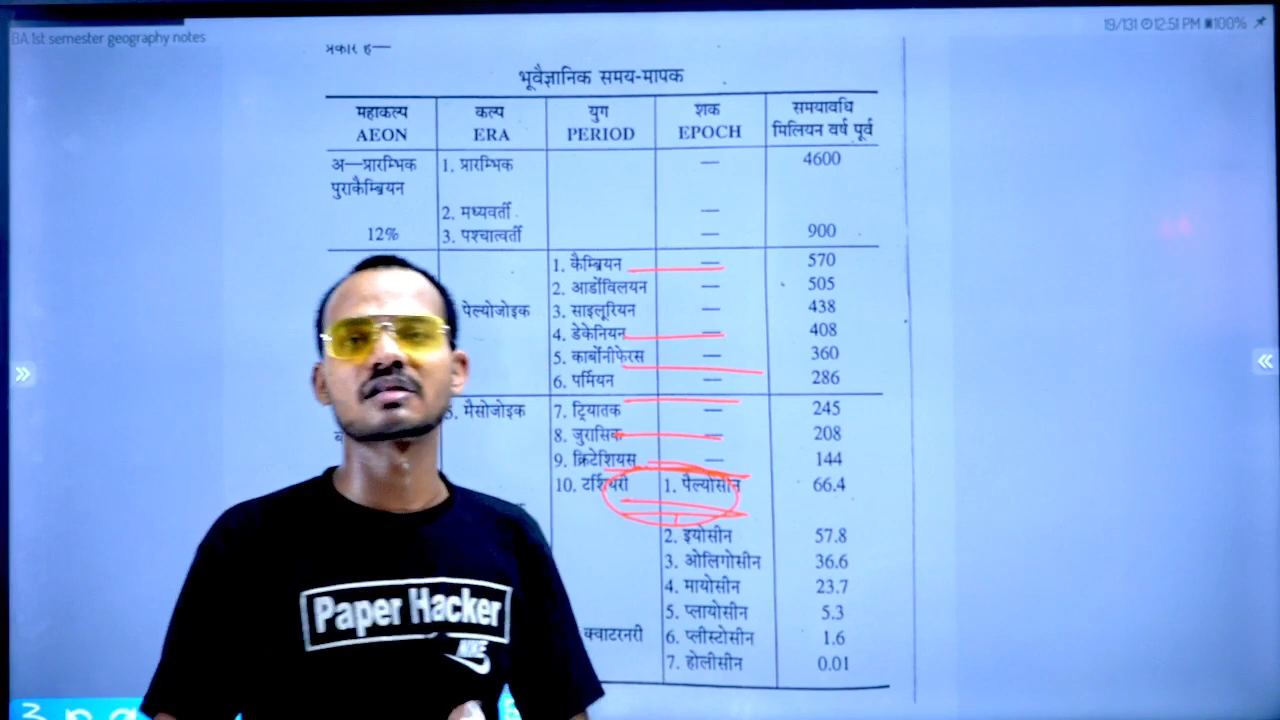 BA 1st semester geography notes
19/131 12:51 PM 100%
प्रकार है—
भूवैज्ञानिक समय-मापक
महाकल्प कल्प युग शक समयावधि
AEON ERA PERIOD EPOCH मिलियन वर्ष पूर्व
अ—प्रारम्भिक 1. प्रारम्भिक — 4600
पुराकैम्ब्रियन
2. मध्यवर्ती —
12% 3. पश्चात्वर्ती — 900
1. कैम्ब्रियन — 570
2. आर्डोविलयन — 505
पेल्योजोइक 3. साइलूरियन — 438
4. डेकेनियन — 408
5. कार्बोनीफेरस — 360
6. पर्मियन — 286
मैसोजोइक 7. ट्रियातक — 245
8. जुरासिक — 208
9. क्रिटेशियस — 144
10. टर्शियरी 1. पैल्योसीन 66.4
2. इयोसीन 57.8
3. ओलिगोसीन 36.6
4. मायोसीन 23.7
5. प्लायोसीन 5.3
क्वाटरनरी 6. प्लीस्टोसीन 1.6
7. होलीसीन 0.01
Paper Hacker
NIKE